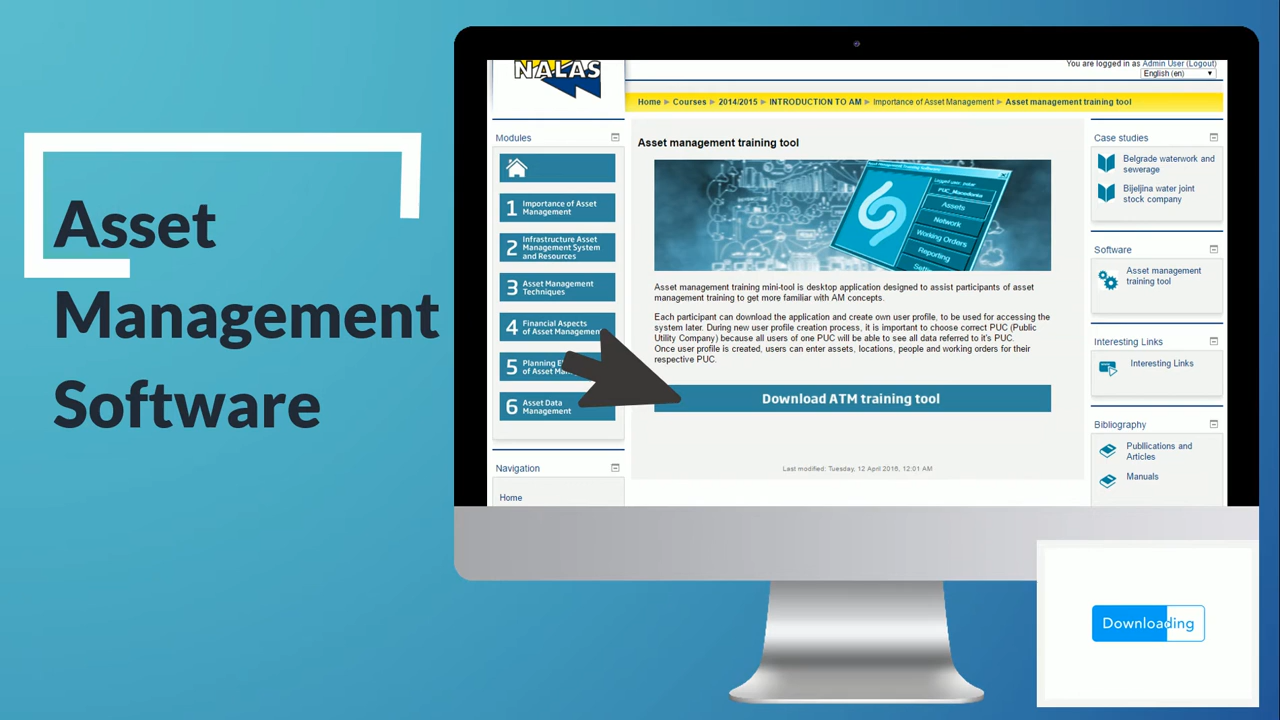 Asset
Management
Software
NALAS
You are logged in as Admin User (Logout)
English (en)
Home ► Courses ► 2014/2015 ► INTRODUCTION TO AM ► Importance of Asset Management ► Asset management training tool
Modules
1 Importance of Asset
Management
2 Infrastructure Asset
Management System
and Resources
3 Asset Management
Techniques
4 Financial Aspects
of Asset Management
5 Planning
of Asset
6 Asset Data
Management
Navigation
Home
Asset management training tool
PUC_Macedonia
Assets
Network
Working Orders
Reporting
Asset management training mini-tool is desktop application designed to assist participants of asset
management training to get more familiar with AM concepts.
Each participant can download the application and create own user profile, to be used for accessing the
system later. During new user profile creation process, it is important to choose correct PUC (Public
Utility Company) because all users of one PUC will be able to see all data referred to it's PUC.
Once user profile is created, users can enter assets, locations, people and working orders for their
respective PUC.
Download ATM training tool
Last modified: Tuesday, 12 April 2016, 12:01 AM
Case studies
Belgrade waterwork and
sewerage
Bijeljina water joint
stock company
Software
Asset management
training tool
Interesting Links
Interesting Links
Bibliography
Publlications and
Articles
Manuals
Downloading